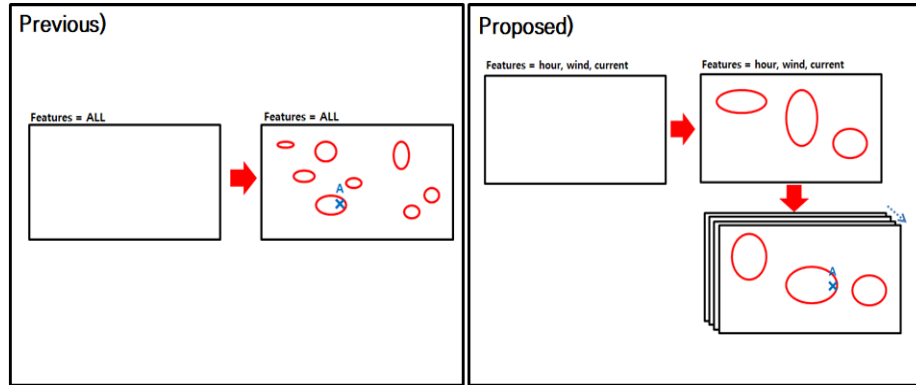 Previous)
Features = ALL
Features = ALL
A
Proposed)
Features = hour, wind, current
Features = hour, wind, current
A